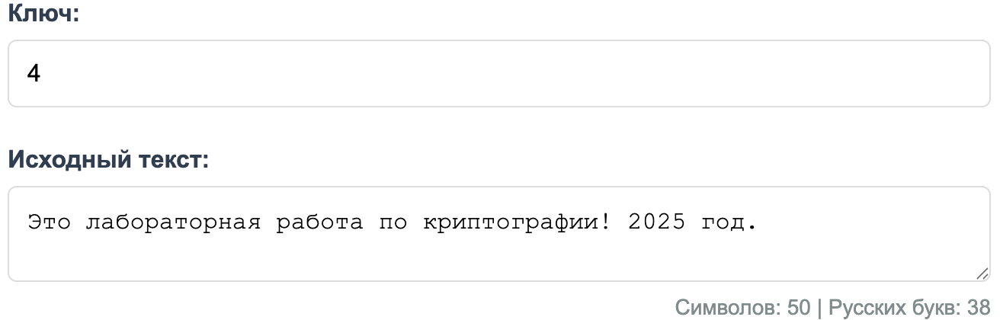 Ключ:
4
Исходный текст:
Это лабораторная работа по криптографии! 2025 год.
Символов: 50 | Русских букв: 38